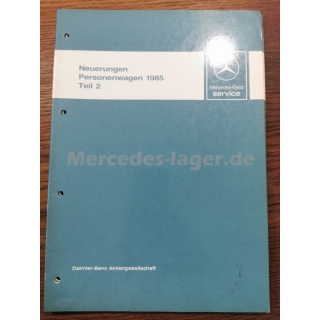 Neuerungen
Personenwagen 1985
Teil 2
Mercedes-Benz
service
Mercedes-lager.de
Daimler-Benz Aktiengesellschaft